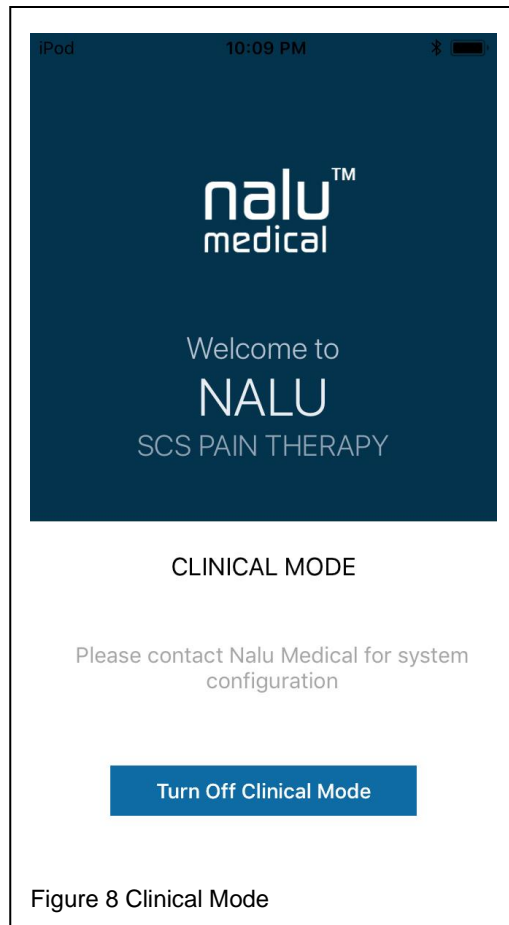 iPod 10:09 PM
nalu™
medical
Welcome to
NALU
SCS PAIN THERAPY
CLINICAL MODE
Please contact Nalu Medical for system
configuration
Turn Off Clinical Mode
Figure 8 Clinical Mode